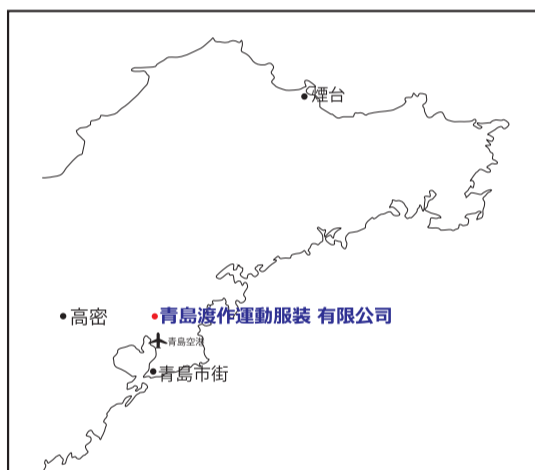 煙台
高密
青島渡作運動服装 有限公司
青島空港
青島市街